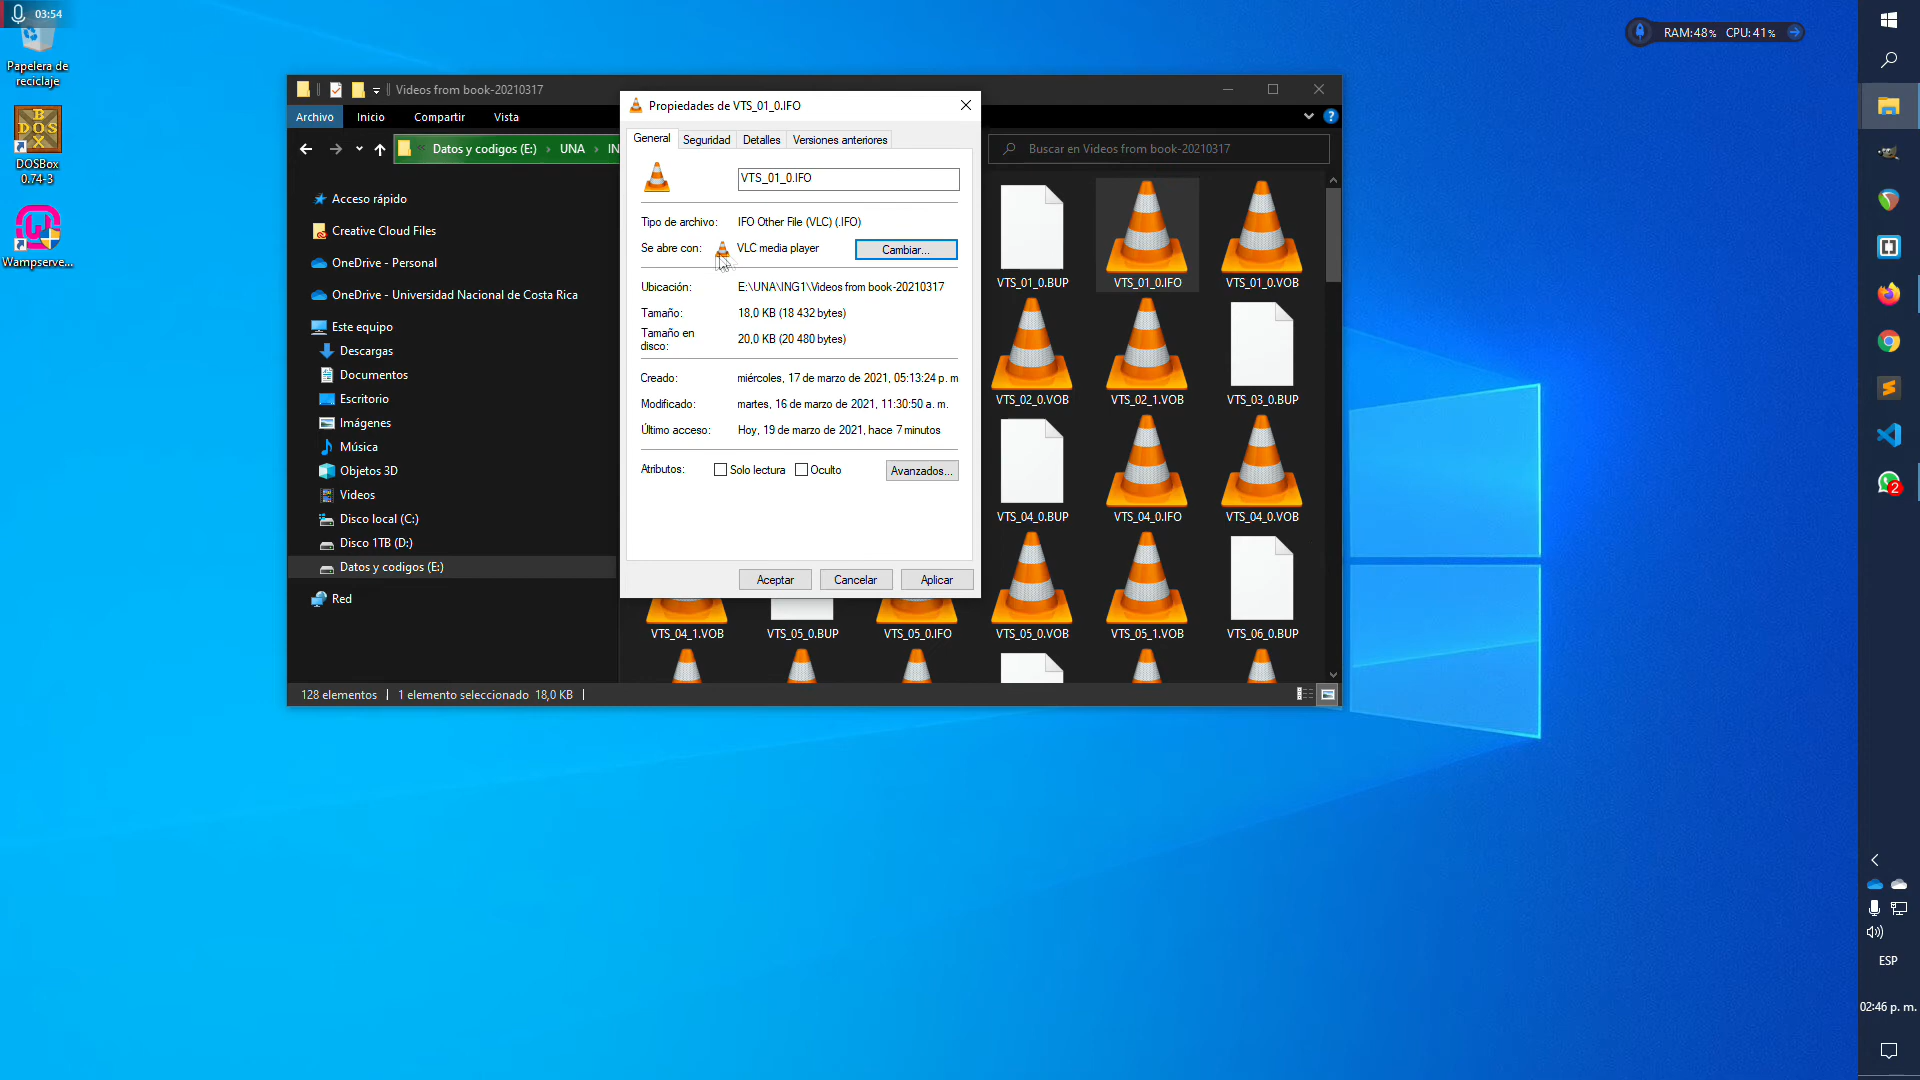 03:54
Papelera de
reciclaje
DOSBox
0.74-3
Wampserve...
RAM:48% CPU: 41%
Videos from book-20210317
Archivo Inicio Compartir Vista
Datos y codigos (E:) › UNA › IN
Buscar en Videos from book-20210317
Acceso rápido
Creative Cloud Files
OneDrive - Personal
OneDrive - Universidad Nacional de Costa Rica
Este equipo
Descargas
Documentos
Escritorio
Imágenes
Música
Objetos 3D
Videos
Disco local (C:)
Disco 1TB (D:)
Datos y codigos (E:)
Red
Propiedades de VTS_01_0.IFO
General Seguridad Detalles Versiones anteriores
VTS_01_0.IFO
Tipo de archivo: IFO Other File (VLC) (.IFO)
Se abre con: VLC media player Cambiar...
Ubicación: E:\UNA\ING1\Videos from book-20210317
Tamaño: 18,0 KB (18 432 bytes)
Tamaño en
disco: 20,0 KB (20 480 bytes)
Creado: miércoles, 17 de marzo de 2021, 05:13:24 p. m
Modificado: martes, 16 de marzo de 2021, 11:30:50 a. m.
Último acceso: Hoy, 19 de marzo de 2021, hace 7 minutos
Atributos: Solo lectura Oculto Avanzados...
Aceptar Cancelar Aplicar
VTS_01_0.BUP VTS_01_0.IFO VTS_01_0.VOB
VTS_02_0.VOB VTS_02_1.VOB VTS_03_0.BUP
VTS_04_0.BUP VTS_04_0.IFO VTS_04_0.VOB
VTS_04_1.VOB VTS_05_0.BUP VTS_05_0.IFO VTS_05_0.VOB VTS_05_1.VOB VTS_06_0.BUP
128 elementos 1 elemento seleccionado 18,0 KB
2
ESP
02:46 p. m.